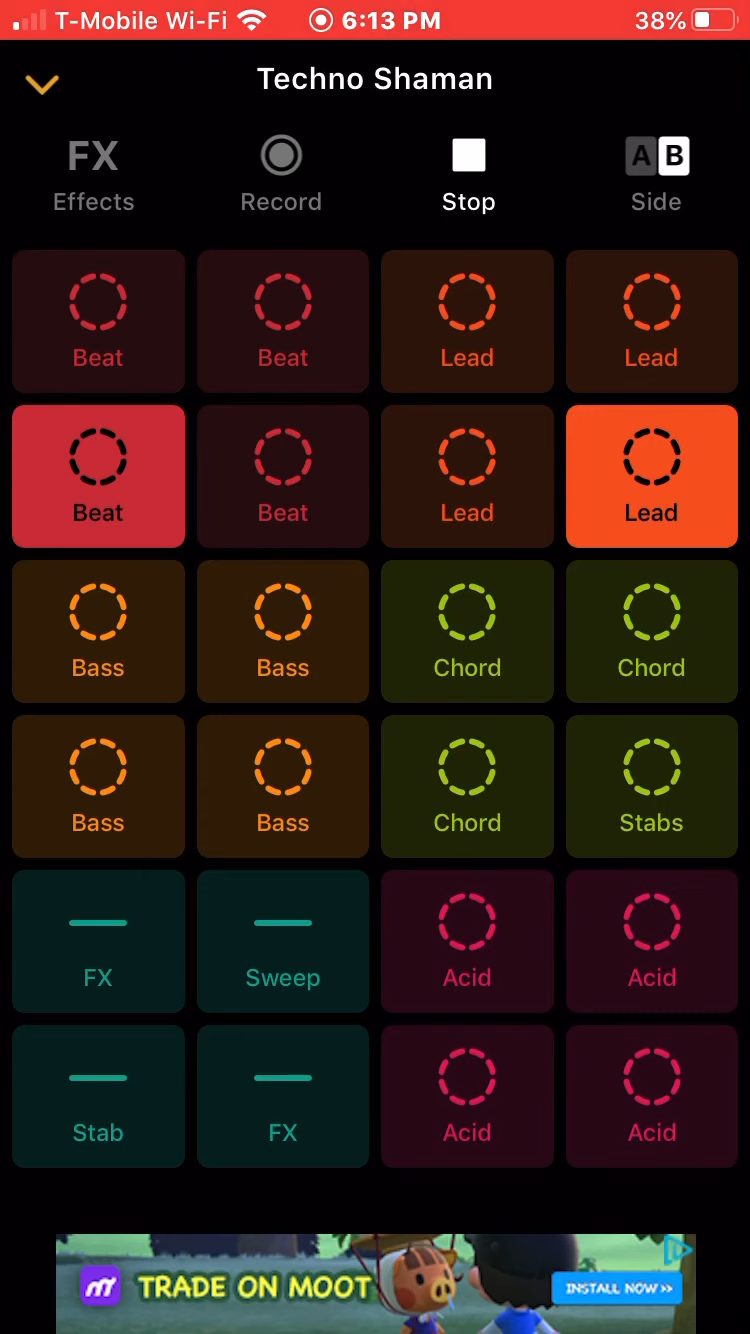 T-Mobile Wi-Fi 6:13 PM 38%
Techno Shaman
FX A B
Effects Record Stop Side
Beat Beat Lead Lead
Beat Beat Lead Lead
Bass Bass Chord Chord
Bass Bass Chord Stabs
FX Sweep Acid Acid
Stab FX Acid Acid
m TRADE ON MOOT INSTALL NOW >>